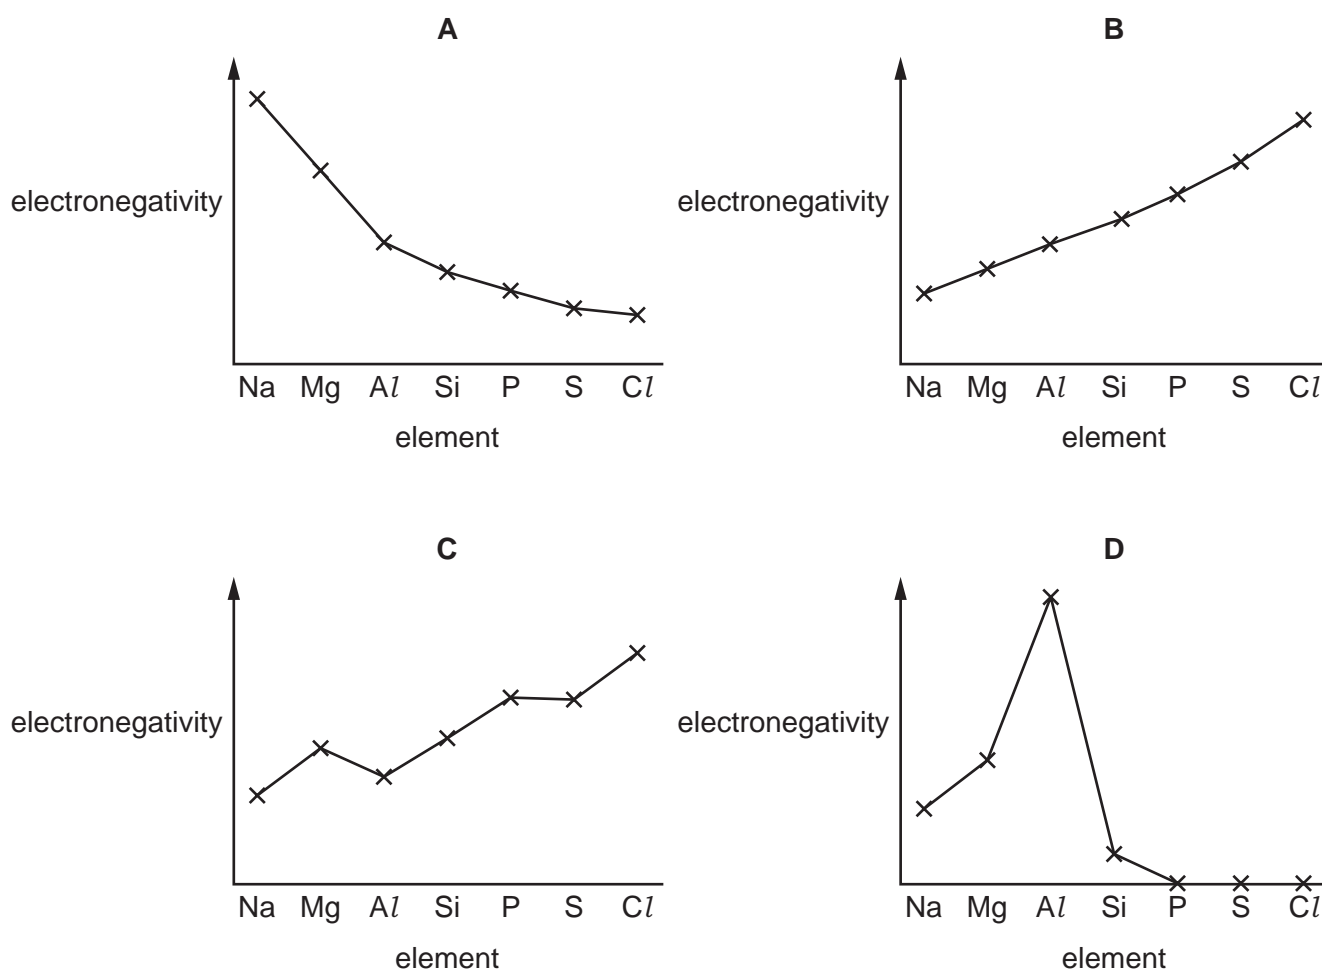 A
electronegativity
Na Mg Al Si P S Cl
element
B
electronegativity
Na Mg Al Si P S Cl
element
C
electronegativity
Na Mg Al Si P S Cl
element
D
electronegativity
Na Mg Al Si P S Cl
element